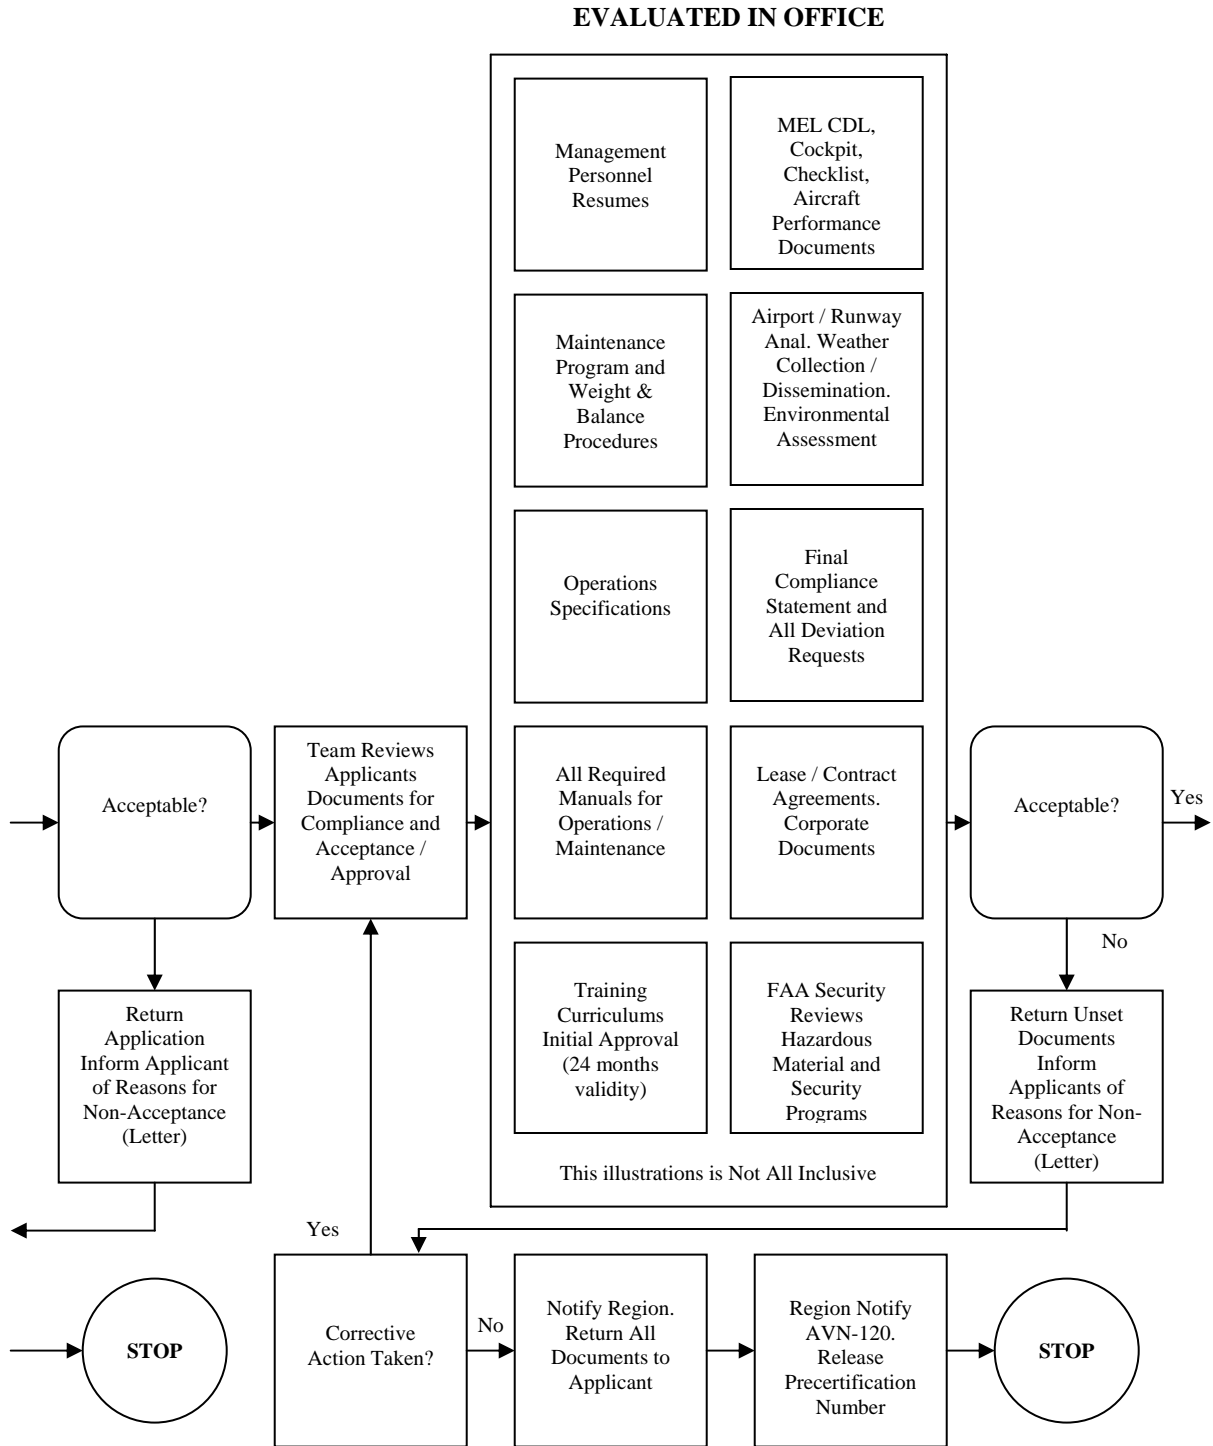 EVALUATED IN OFFICE
Management
Personnel
Resumes
MEL CDL,
Cockpit,
Checklist,
Aircraft
Performance
Documents
Maintenance
Program and
Weight &
Balance
Procedures
Airport / Runway
Anal. Weather
Collection /
Dissemination.
Environmental
Assessment
Operations
Specifications
Final
Compliance
Statement and
All Deviation
Requests
Acceptable?
Team Reviews
Applicants
Documents for
Compliance and
Acceptance /
Approval
All Required
Manuals for
Operations /
Maintenance
Lease / Contract
Agreements.
Corporate
Documents
Acceptable?
Yes
No
Return
Application
Inform Applicant
of Reasons for
Non-Acceptance
(Letter)
Training
Curriculums
Initial Approval
(24 months
validity)
FAA Security
Reviews
Hazardous
Material and
Security
Programs
Return Unset
Documents
Inform
Applicants of
Reasons for Non-
Acceptance
(Letter)
This illustrations is Not All Inclusive
Yes
STOP
Corrective
Action Taken?
No
Notify Region.
Return All
Documents to
Applicant
Region Notify
AVN-120.
Release
Precertification
Number
STOP